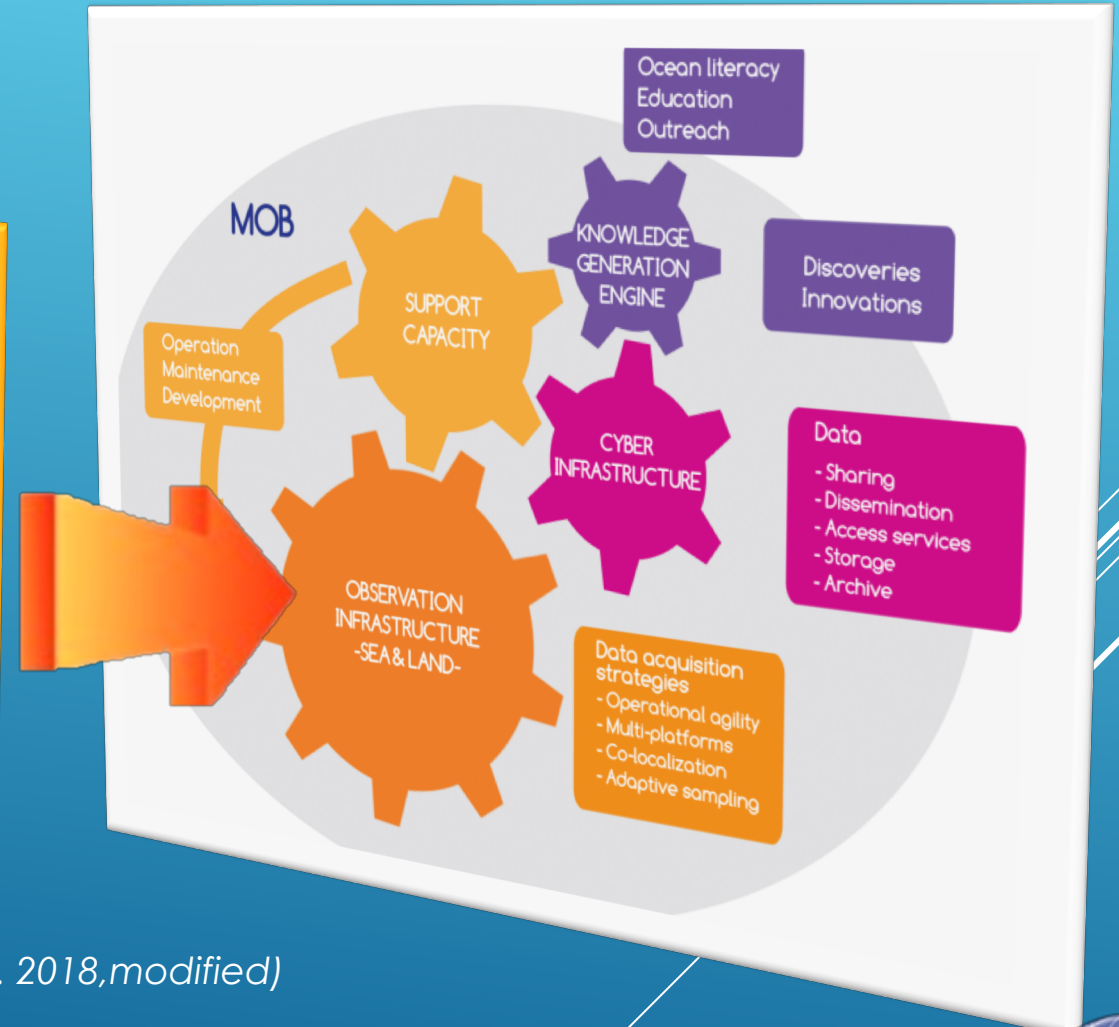 Ocean literacy
Education
Outreach
MOB
KNOWLEDGE
GENERATION
ENGINE
Discoveries
Innovations
SUPPORT
CAPACITY
Operation
Maintenance
Development
CYBER
INFRASTRUCTURE
Data
- Sharing
- Dissemination
- Access services
- Storage
- Archive
OBSERVATION
INFRASTRUCTURE
-SEA & LAND-
Data acquisition
strategies
- Operational agility
- Multi-platforms
- Co-localization
- Adaptive sampling
. 2018,modified)